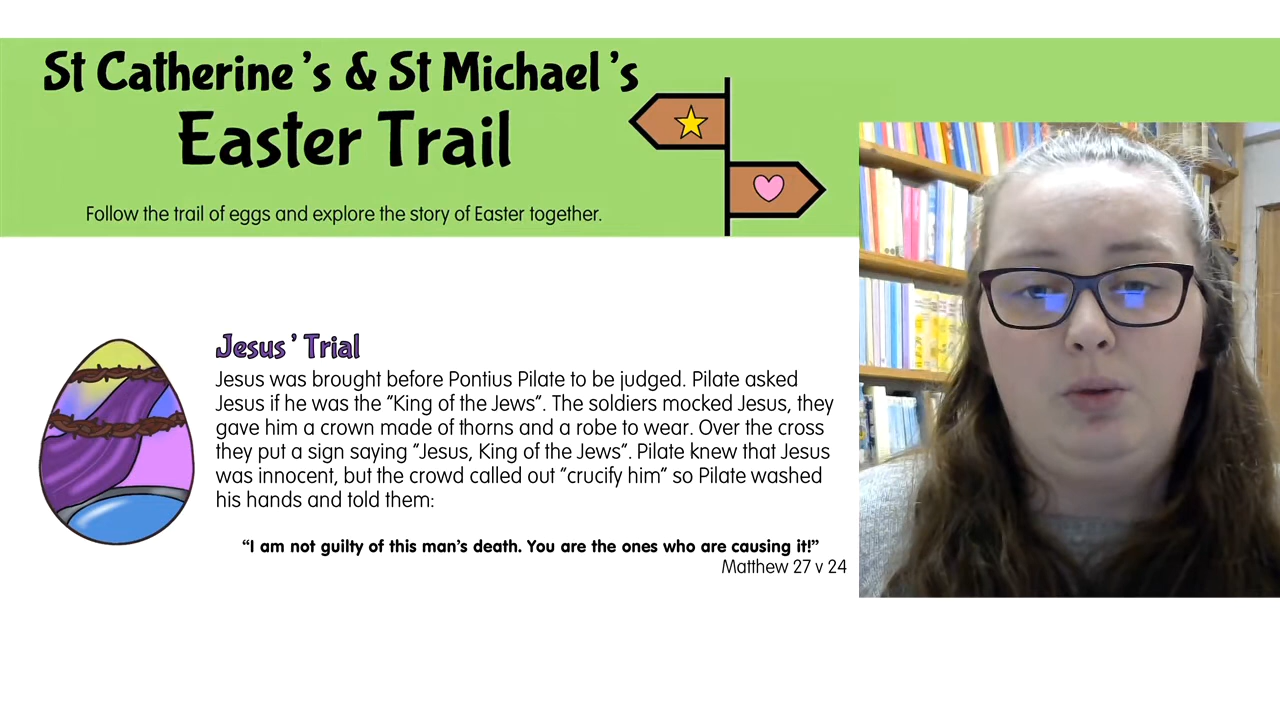 St Catherine's & St Michael's
Easter Trail
Follow the trail of eggs and explore the story of Easter together.
Jesus' Trial
Jesus was brought before Pontius Pilate to be judged. Pilate asked
Jesus if he was the "King of the Jews". The soldiers mocked Jesus, they
gave him a crown made of thorns and a robe to wear. Over the cross
they put a sign saying "Jesus, King of the Jews". Pilate knew that Jesus
was innocent, but the crowd called out "crucify him" so Pilate washed
his hands and told them:
"I am not guilty of this man's death. You are the ones who are causing it!"
Matthew 27 v 24